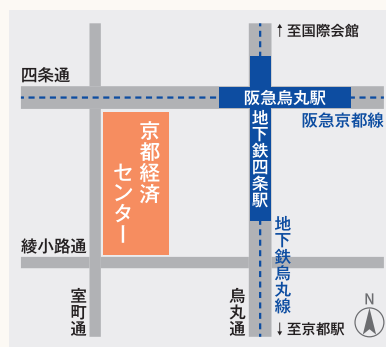 ↑至国際会館
四条通
阪急烏丸駅
阪急京都線
地下鉄四条駅
京都経済
センター
地下鉄烏丸線
綾小路通
室町通
烏丸通
↓至京都駅
N